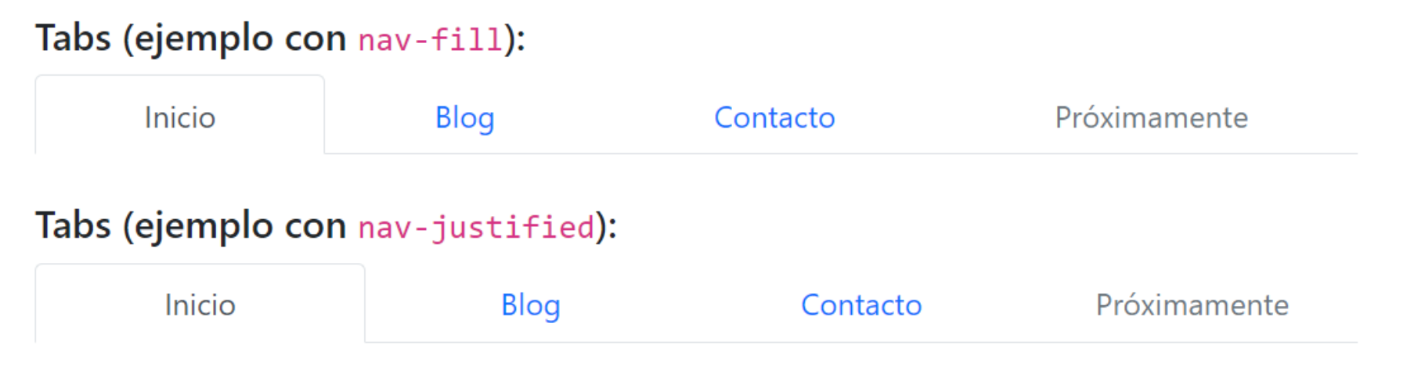 Tabs (ejemplo con nav-fill):
Inicio Blog Contacto Próximamente
Tabs (ejemplo con nav-justified):
Inicio Blog Contacto Próximamente